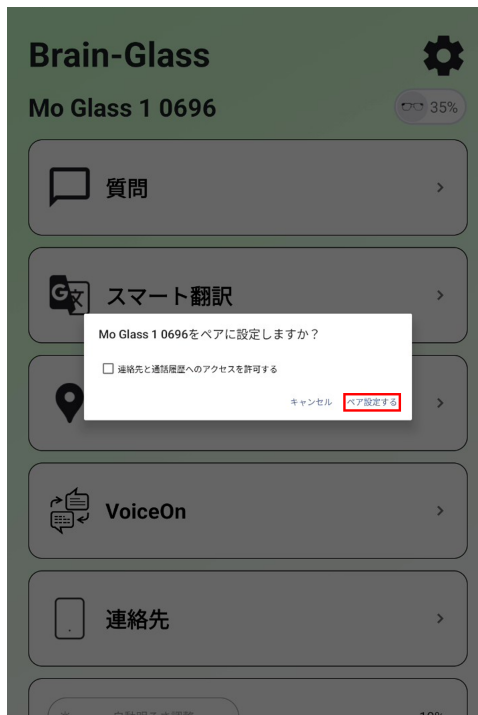 Brain-Glass
Mo Glass 1 0696
35%
質問
スマート翻訳
Mo Glass 1 0696をペアに設定しますか？
連絡先と通話履歴へのアクセスを許可する
キャンセル ペア設定する
VoiceOn
連絡先